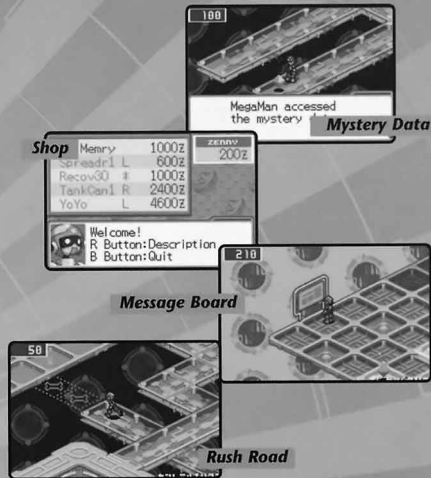 100
MegaMan accessed
the mystery
Mystery Data
Shop
Memry 1000Z
Spreadr1 L 600Z
Recov30 * 1000Z
TankCan1 R 2400Z
YoYo L 4600Z
ZENNY
200Z
Welcome!
R Button:Description
B Button:Quit
Message Board
210
50
Rush Road